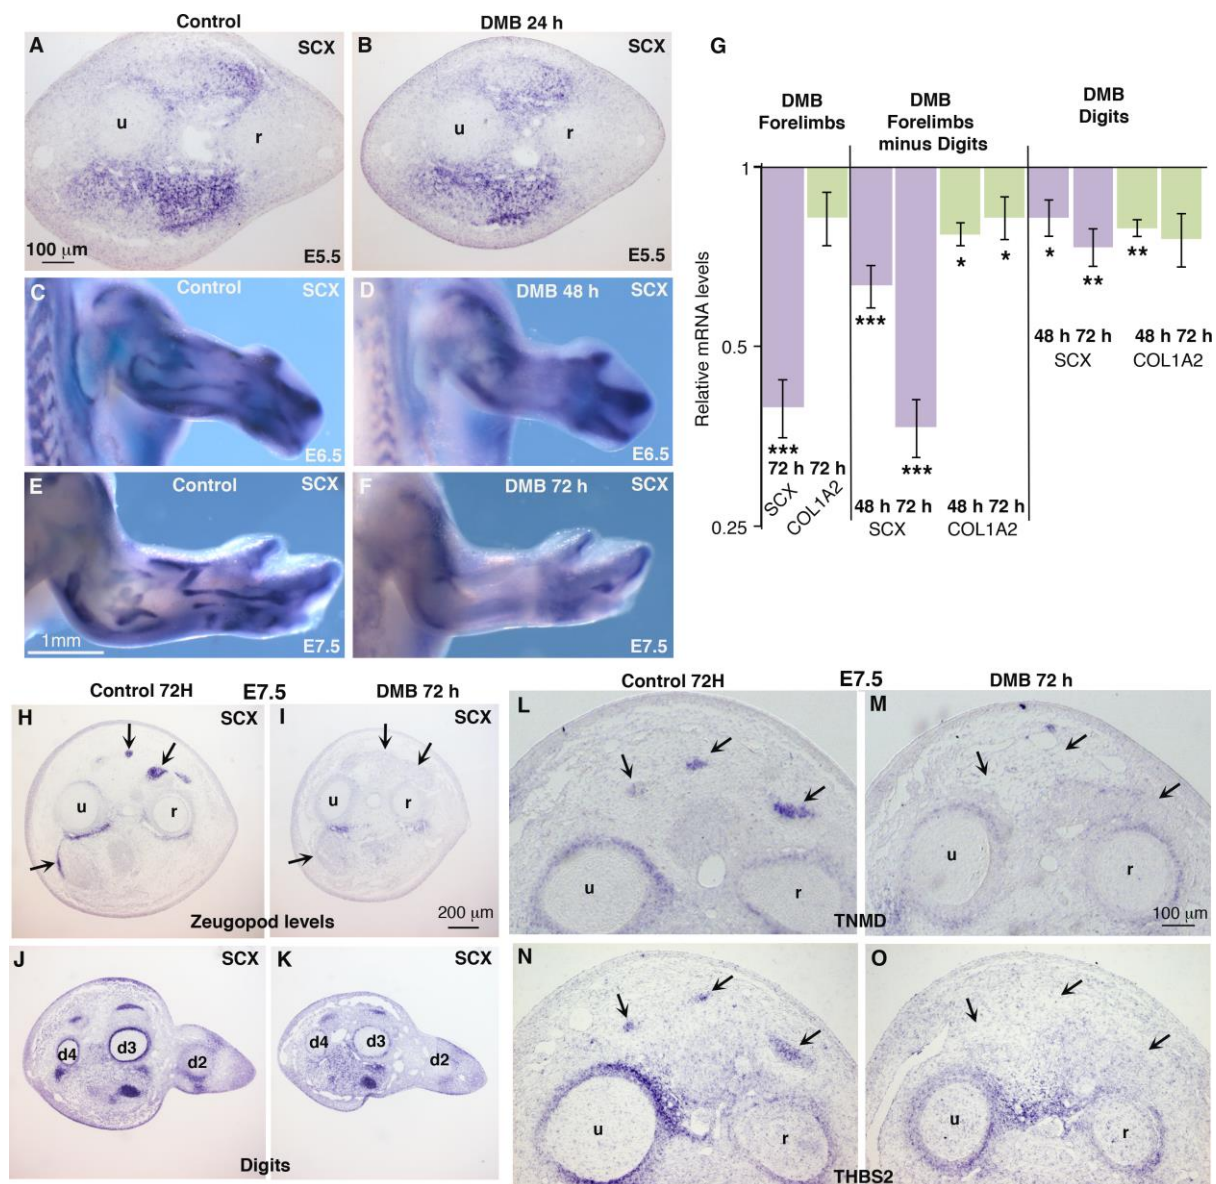 Control
DMB 24 h
A
SCX
u
r
100 µm
E5.5
B
SCX
u
r
E5.5
C
Control
SCX
E6.5
D
DMB 48 h
SCX
E6.5
E
Control
SCX
1mm
E7.5
F
DMB 72 h
SCX
E7.5
G
DMB
Forelimbs
DMB
Forelimbs
minus Digits
DMB
Digits
Relative mRNA levels
1
0.5
0.25
***
72 h 72 h
SCX
COL1A2
***
***
48 h 72 h
SCX
*
*
48 h 72 h
COL1A2
*
**
48 h 72 h
SCX
**
48 h 72 h
COL1A2
Control 72H
E7.5
DMB 72 h
H
SCX
u
r
I
SCX
u
r
200 µm
Zeugopod levels
J
SCX
d4
d3
d2
K
SCX
d4
d3
d2
Digits
Control 72H
E7.5
DMB 72 h
L
u
r
M
u
r
100 µm
TNMD
N
u
r
O
u
r
THBS2